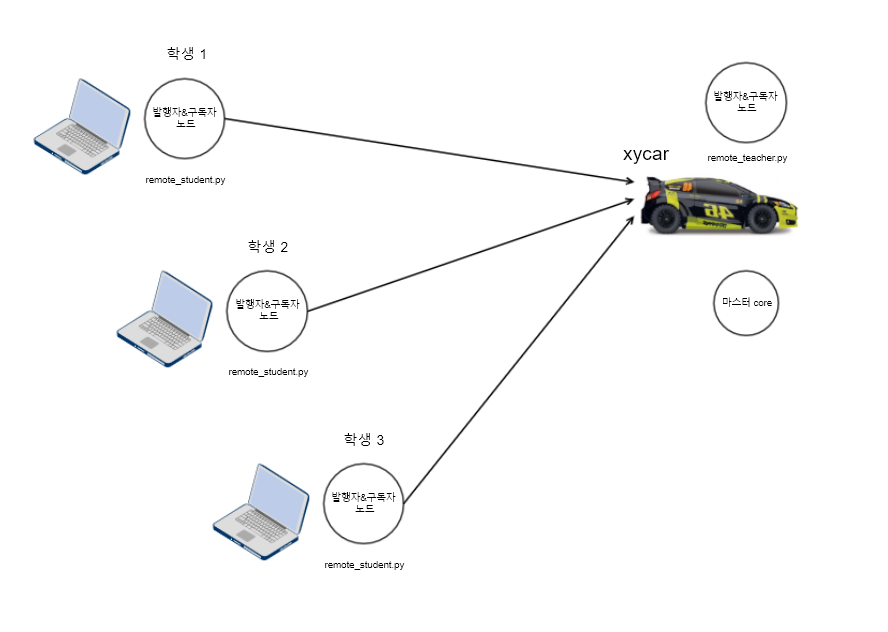 학생 1
발행자&구독자
노드
remote_student.py
발행자&구독자
노드
remote_teacher.py
xycar
46
학생 2
발행자&구독자
노드
remote_student.py
마스터 core
학생 3
발행자&구독자
노드
remote_student.py